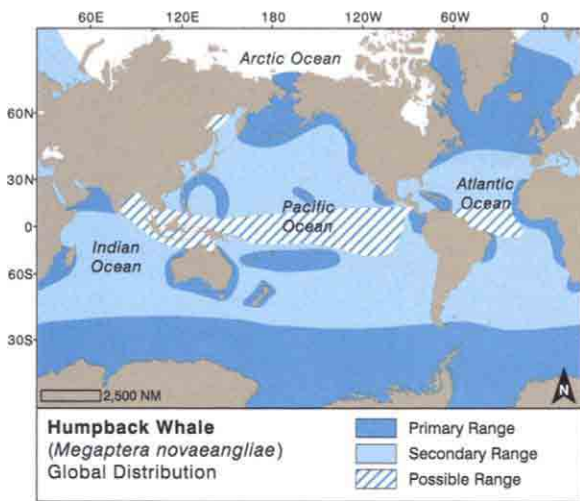 60E 120E 180 120W 60W 0
Arctic Ocean
60N
30N
Atlantic
Ocean
Pacific
Ocean
0
Indian
Ocean
60S
30S
2,500 NM
N
Humpback Whale
(Megaptera novaeangliae)
Global Distribution
Primary Range
Secondary Range
Possible Range